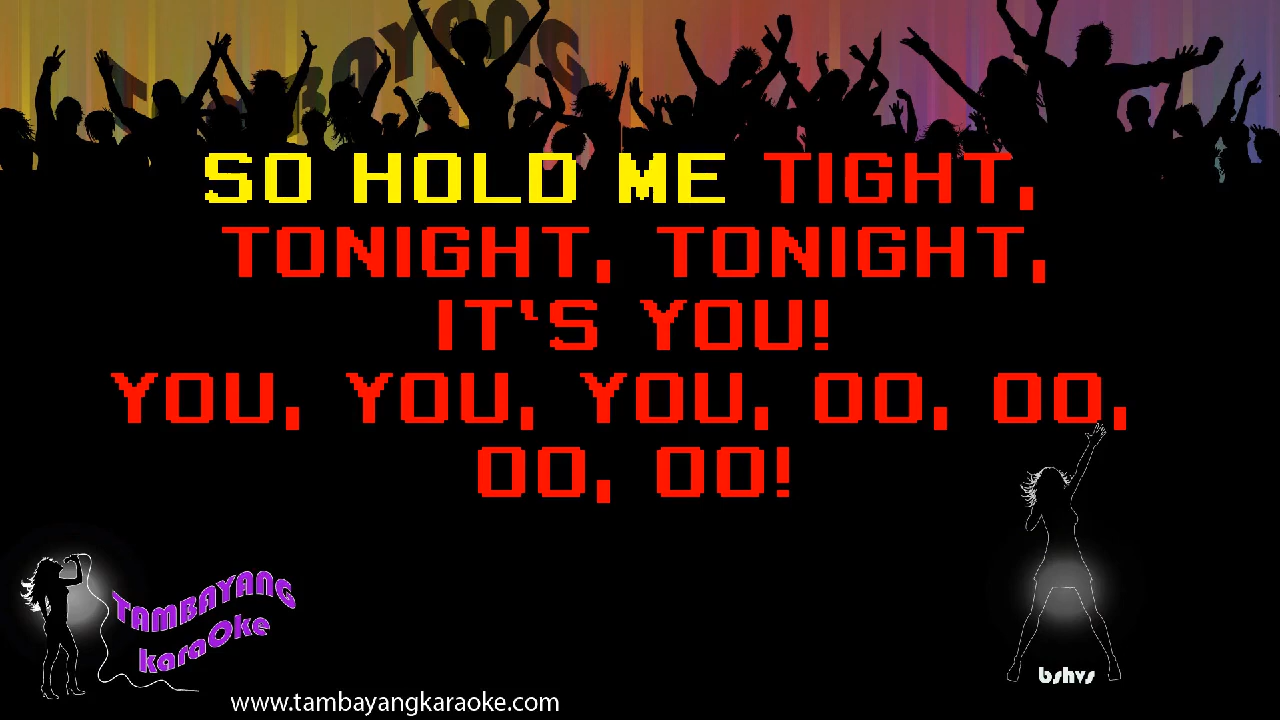 TAMBAYANG
SO HOLD ME TIGHT,
TONIGHT, TONIGHT,
IT'S YOU!
YOU, YOU, YOU, OO, OO,
OO, OO!
TAMBAYANG
karaOke
bshvs
www.tambayangkaraoke.com